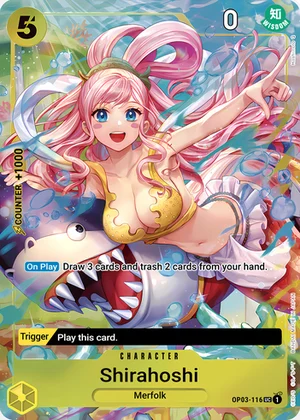 5
0
知
WISDOM
COUNTER +1000
On Play Draw 3 cards and trash 2 cards from your hand.
Trigger Play this card.
CHARACTER
Shirahoshi
Merfolk
OP03-116 UC 1